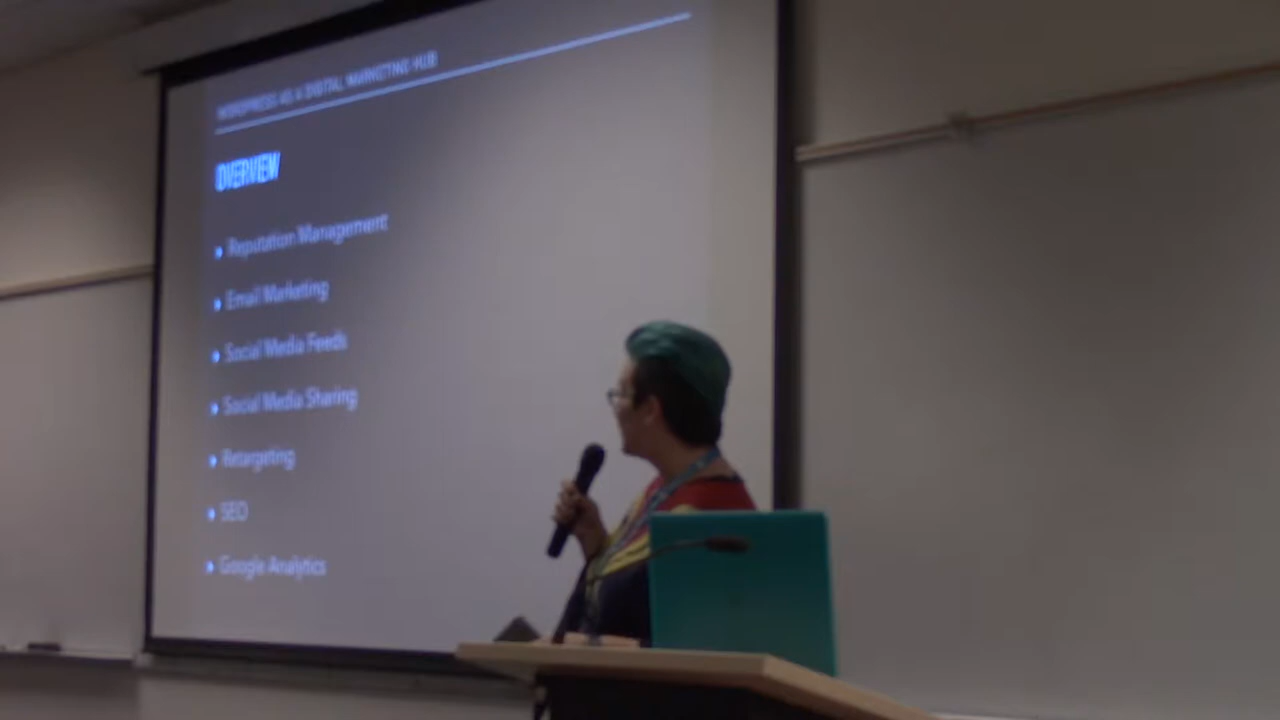 WORDPRESS AS A DIGITAL MARKETING HUB
OVERVIEW
Reputation Management
Email Marketing
Social Media Feeds
Social Media Sharing
Retargeting
SEO
Google Analytics